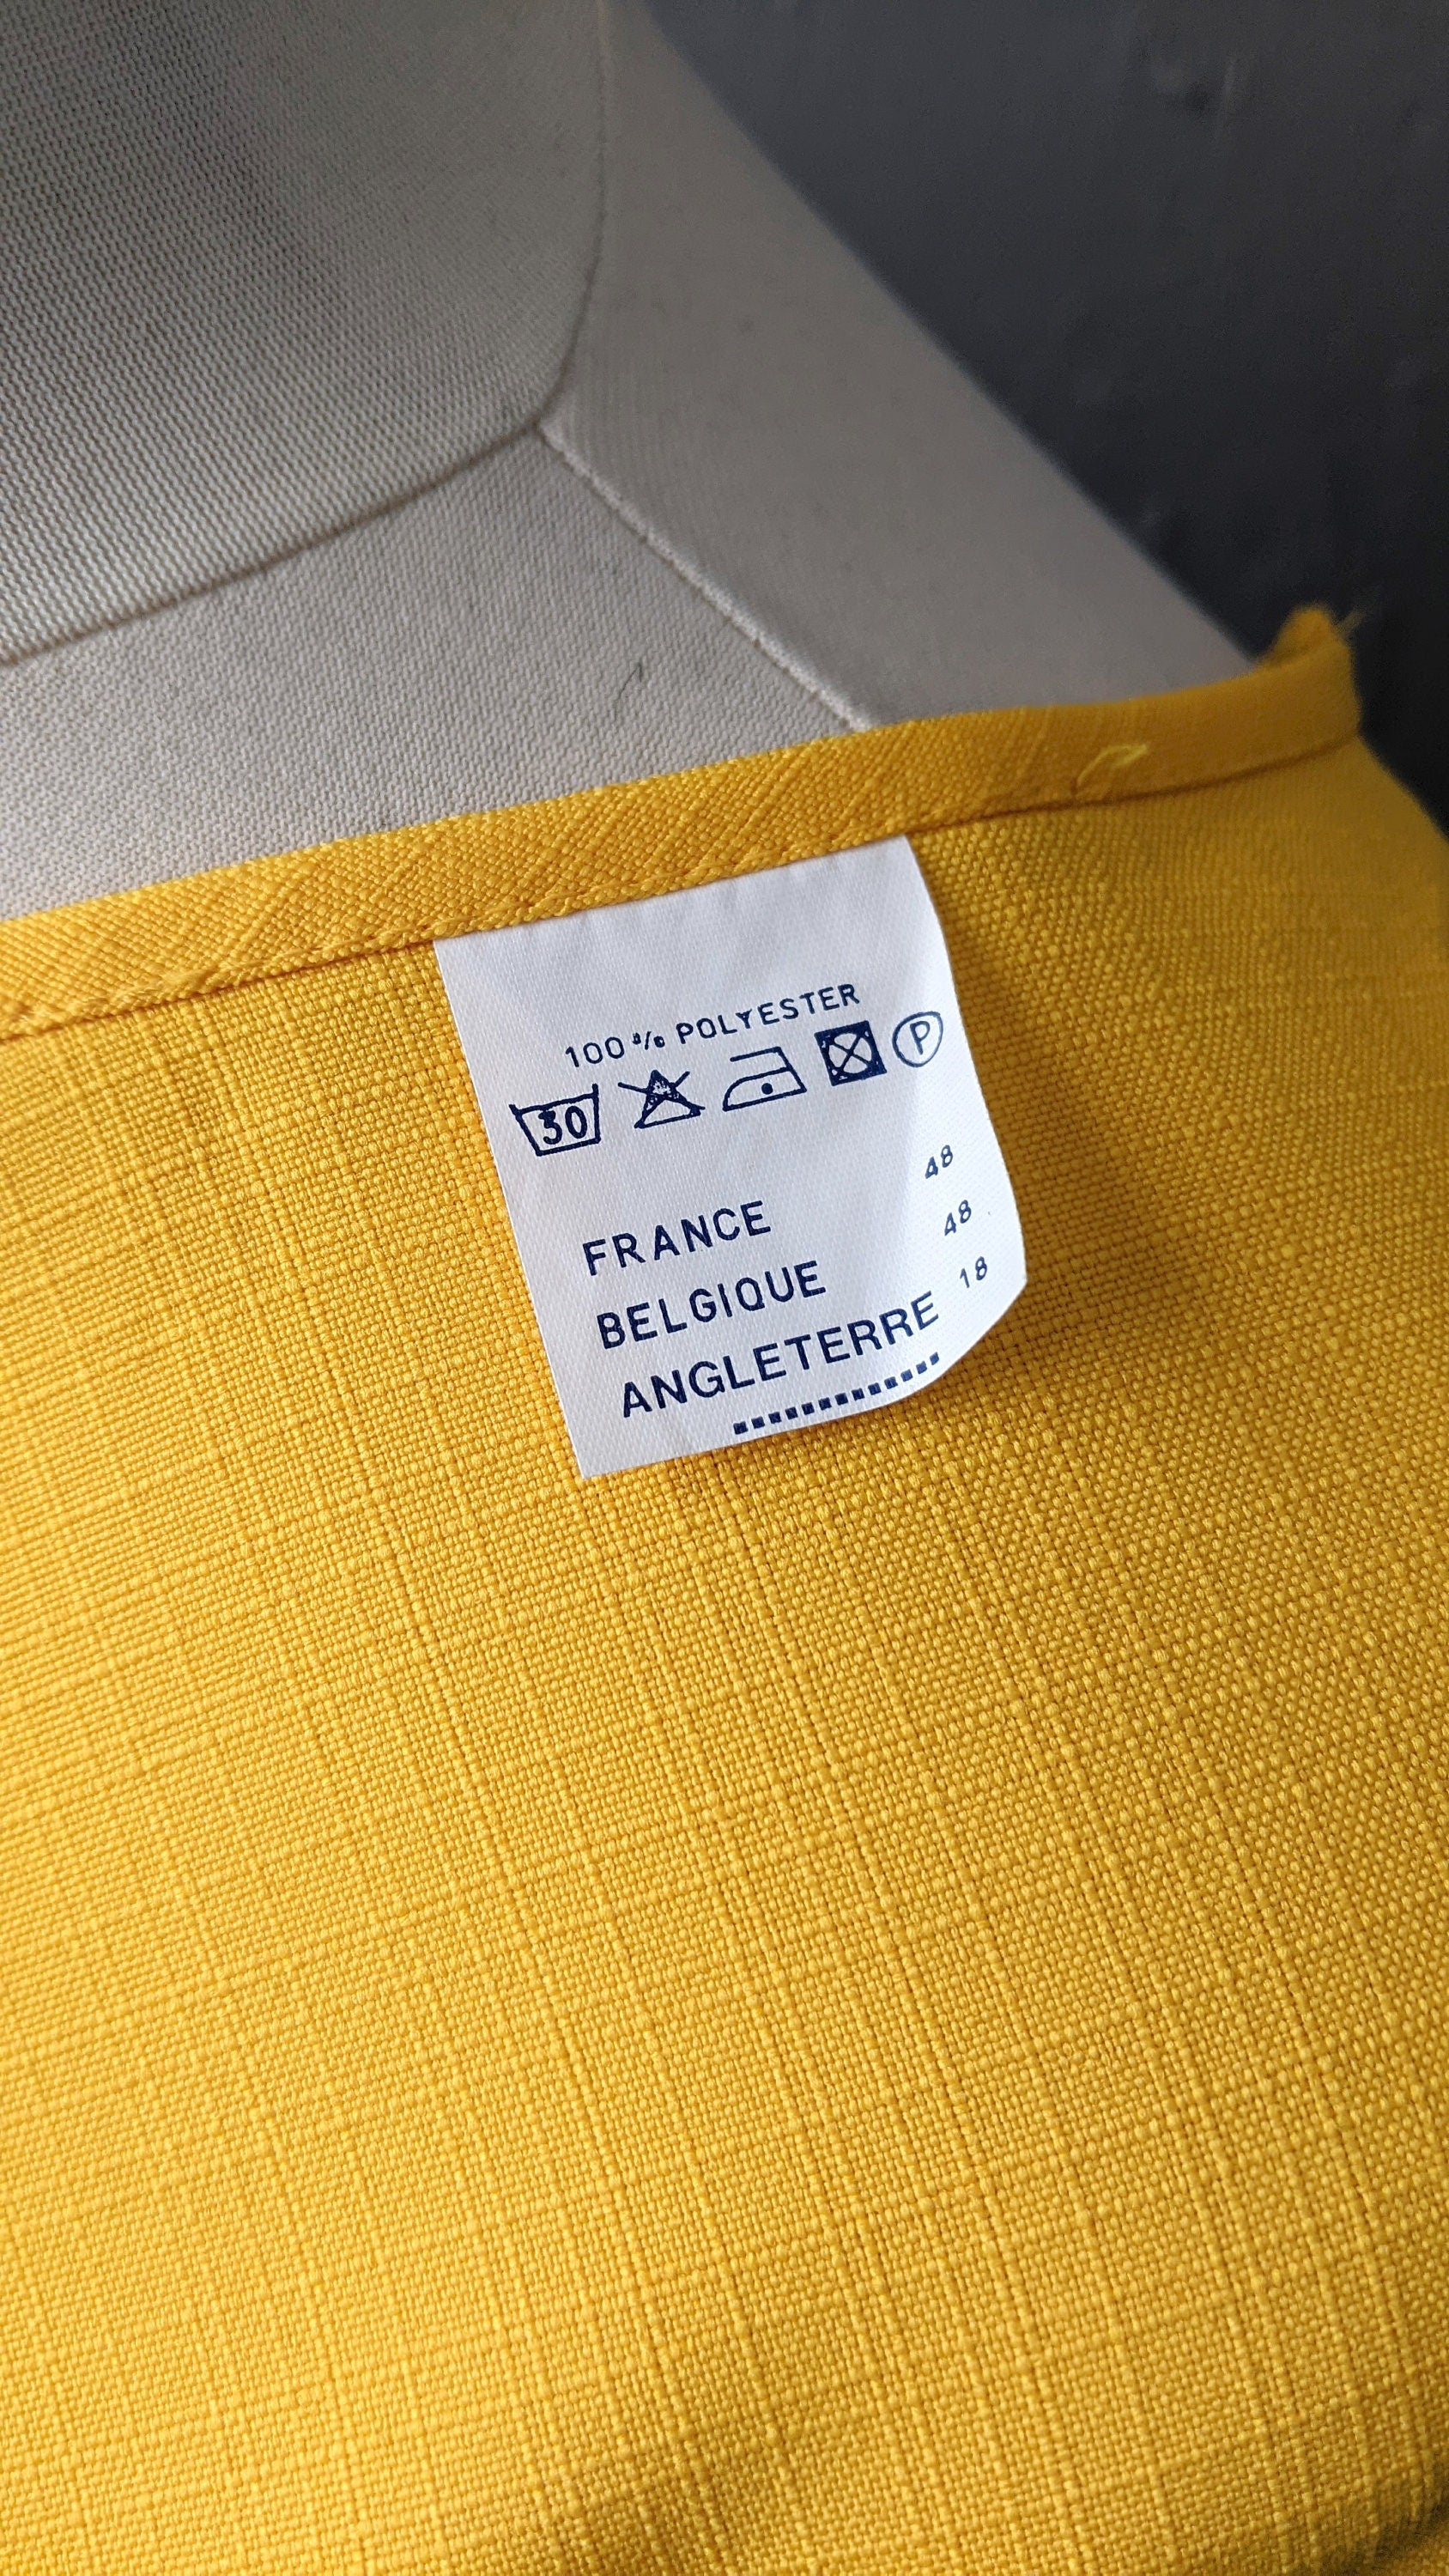 100% POLYESTER
30 P
FRANCE 48
BELGIQUE 48
ANGLETERRE 18